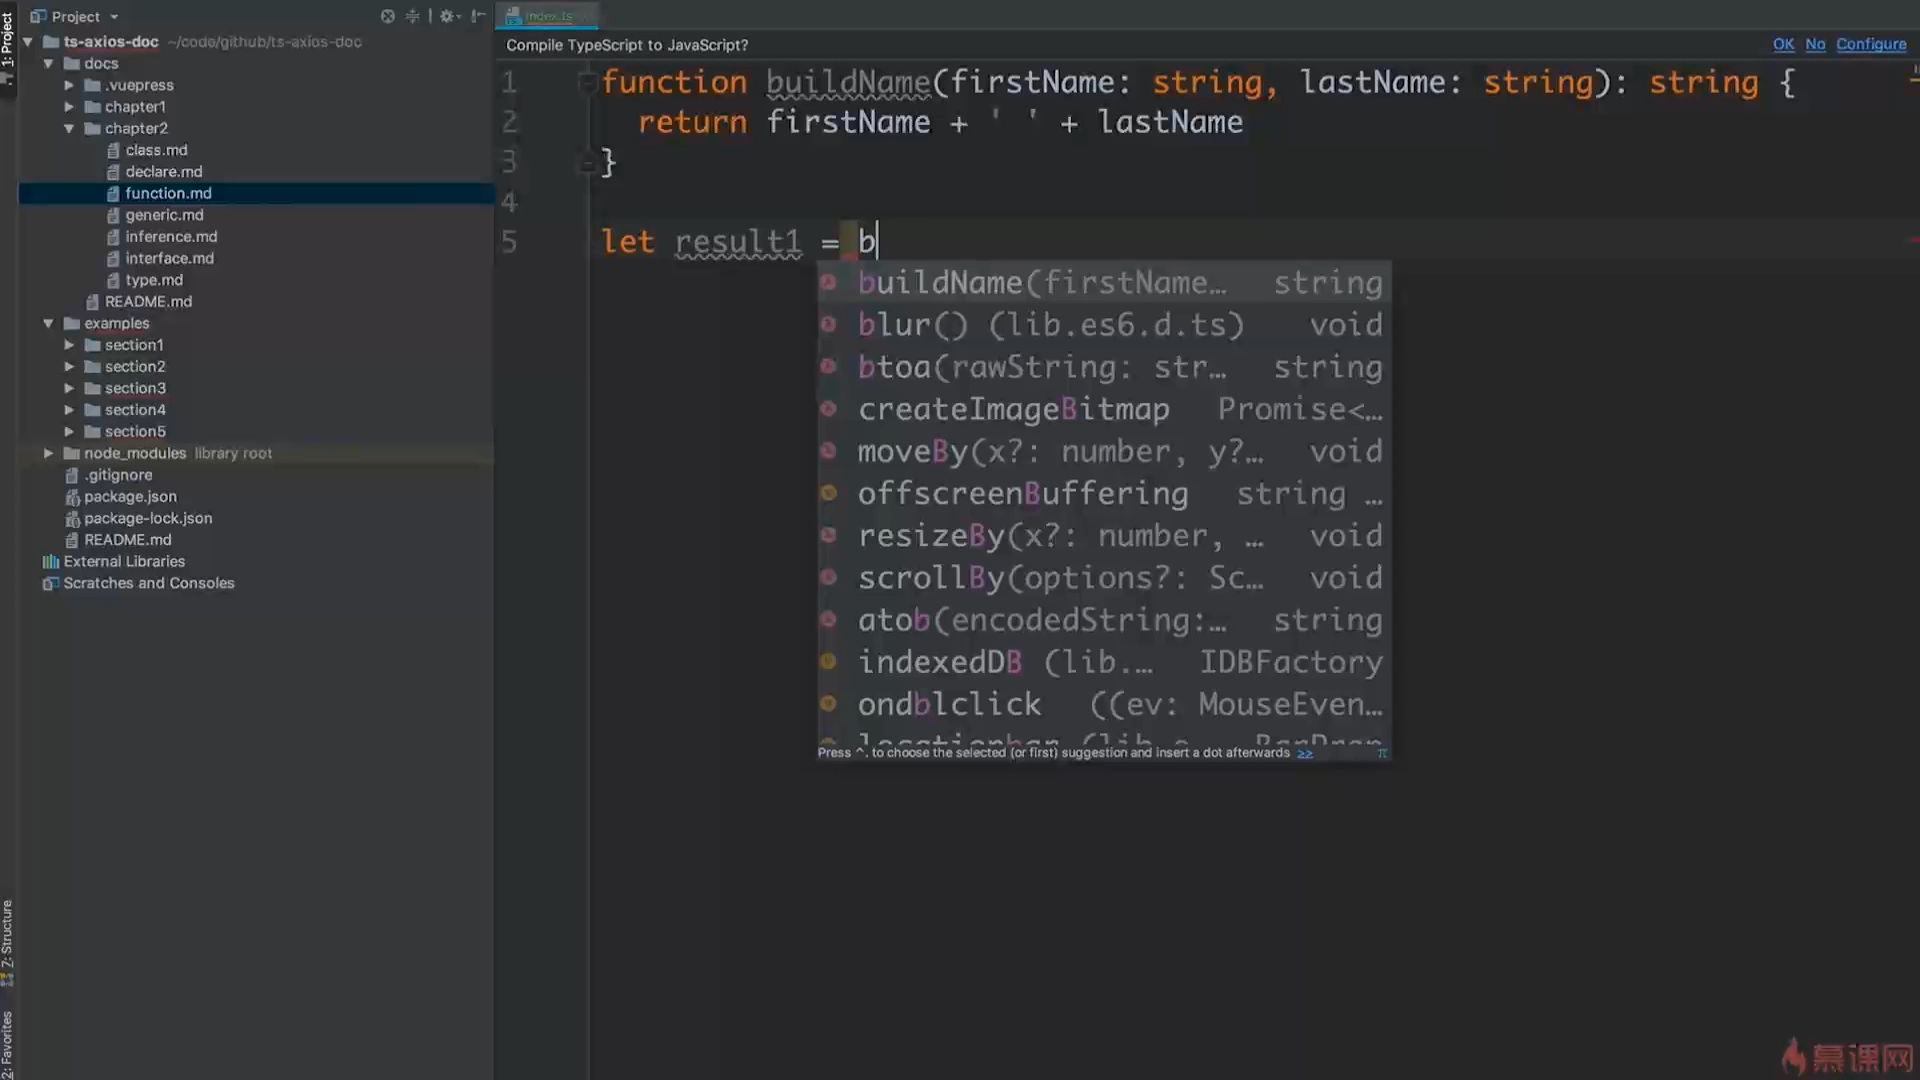 1: Project
Project
ts-axios-doc ~/code/github/ts-axios-doc
docs
.vuepress
chapter1
chapter2
class.md
declare.md
function.md
generic.md
inference.md
interface.md
type.md
README.md
examples
section1
section2
section3
section4
section5
node_modules library root
.gitignore
package.json
package-lock.json
README.md
External Libraries
Scratches and Consoles
7: Structure
2: Favorites
index.ts
Compile TypeScript to JavaScript?
OK No Configure
1 function buildName(firstName: string, lastName: string): string {
2 return firstName + ' ' + lastName
3 }
4
5 let result1 = b
buildName(firstName… string
blur() (lib.es6.d.ts) void
btoa(rawString: str… string
createImageBitmap Promise<…
moveBy(x?: number, y?… void
offscreenBuffering string …
resizeBy(x?: number, … void
scrollBy(options?: Sc… void
atob(encodedString:… string
indexedDB (lib.… IDBFactory
ondblclick ((ev: MouseEven…
Press ^. to choose the selected (or first) suggestion and insert a dot afterwards >> π
慕课网